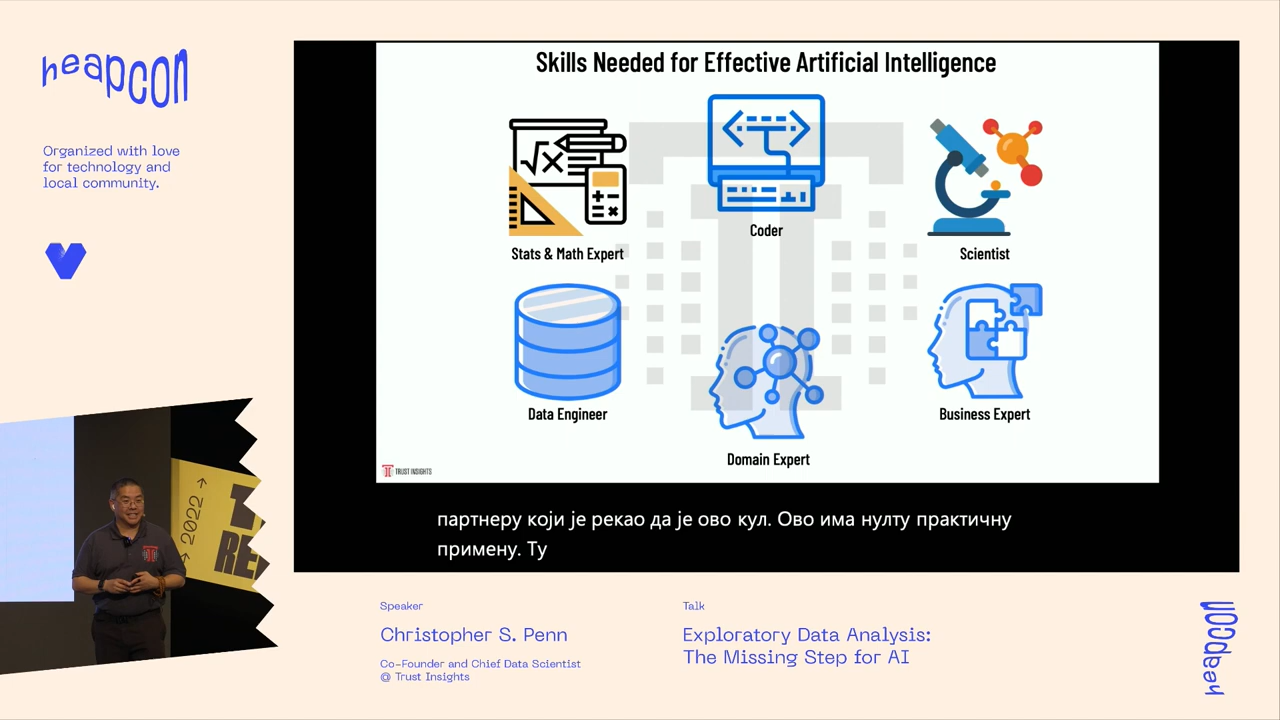 heapcon
Organized with love
for technology and
local community.
Skills Needed for Effective Artificial Intelligence
Stats & Math Expert
Coder
Scientist
Data Engineer
Domain Expert
Business Expert
TRUST INSIGHTS
партнеру који је рекао да је ово кул. Ово има нулту практичну
примену. Ту
2022
Speaker
Christopher S. Penn
Co-Founder and Chief Data Scientist
@ Trust Insights
Talk
Exploratory Data Analysis:
The Missing Step for AI
heapcon